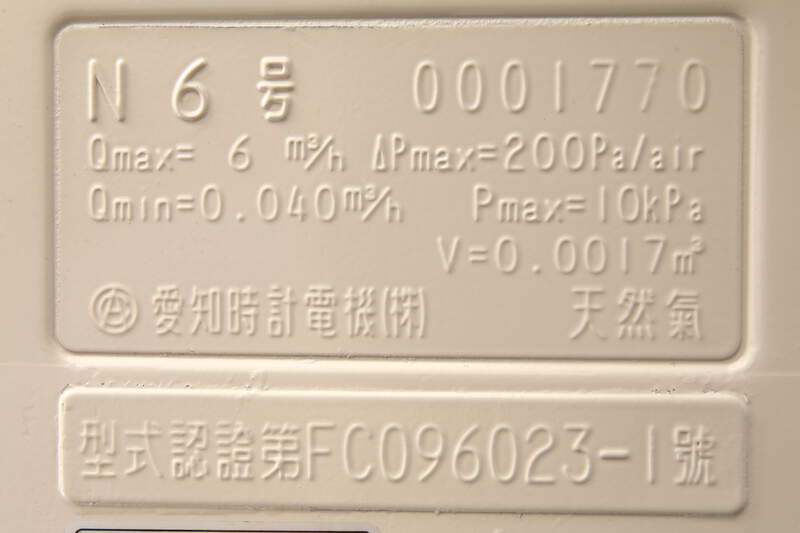 N 6 号 0001770
Qmax= 6 m³/h ΔPmax=200Pa/air
Qmin=0.040m³/h Pmax=10kPa
V=0.0017m³
愛知時計電機(株) 天然氣
型式認證第FC096023-1號